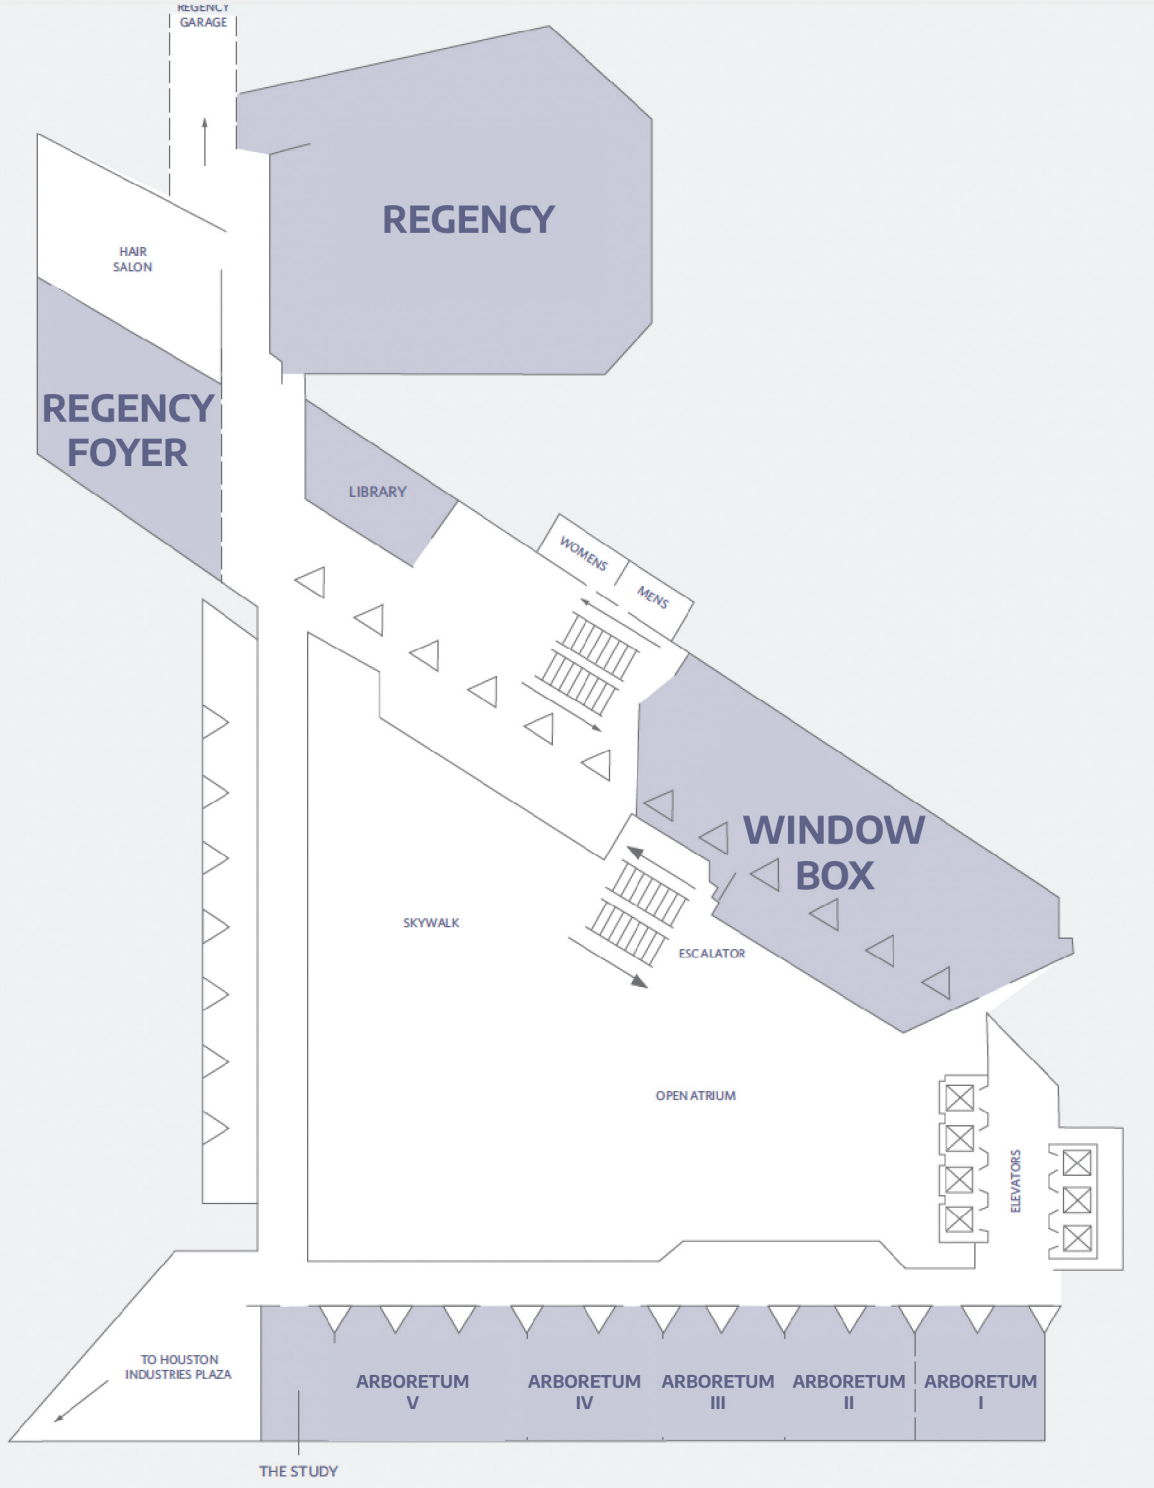 REGENCY
GARAGE
REGENCY
HAIR
SALON
REGENCY
FOYER
LIBRARY
WOMENS
MENS
WINDOW
BOX
SKYWALK
ESCALATOR
OPEN ATRIUM
ELEVATORS
TO HOUSTON
INDUSTRIES PLAZA
ARBORETUM
V
ARBORETUM
IV
ARBORETUM
III
ARBORETUM
II
ARBORETUM
I
THE STUDY